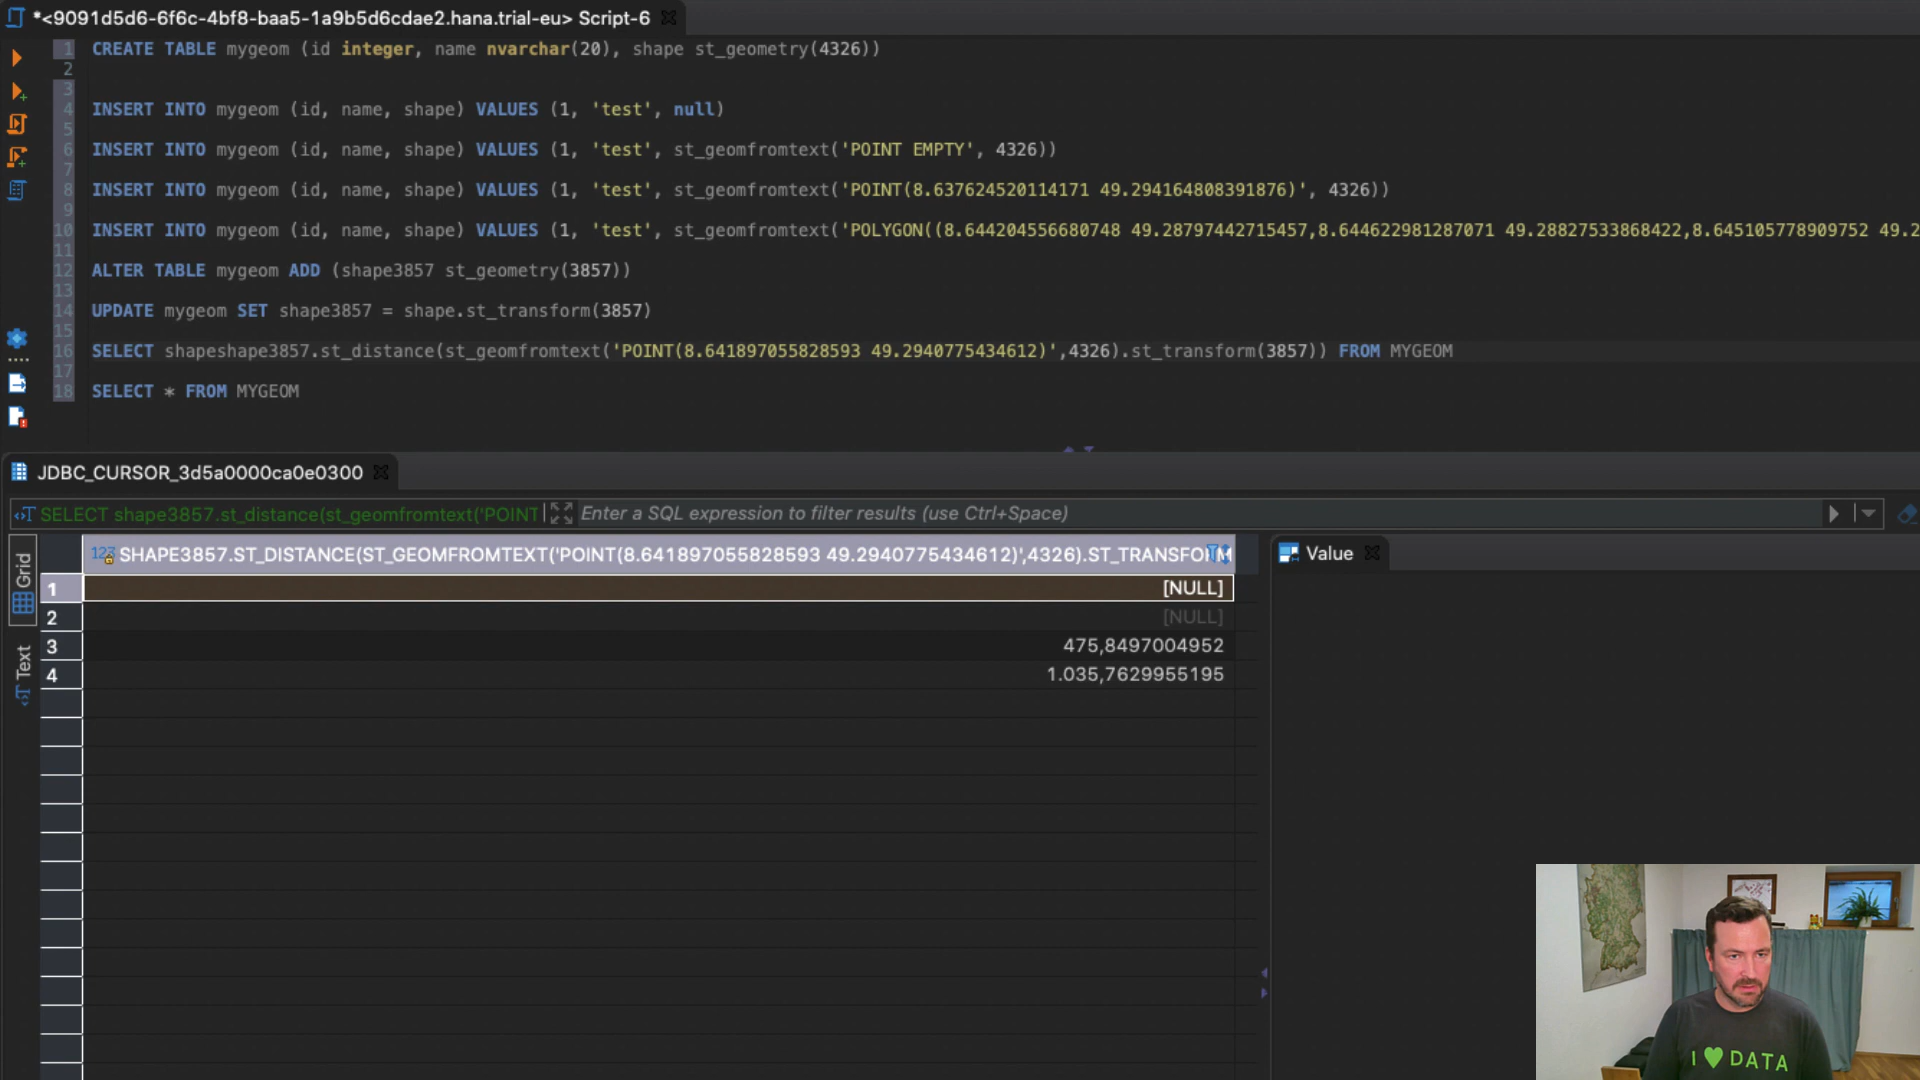 *<9091d5d6-6f6c-4bf8-baa5-1a9b5d6cdae2.hana.trial-eu> Script-6
1 CREATE TABLE mygeom (id integer, name nvarchar(20), shape st_geometry(4326))
2
3
4 INSERT INTO mygeom (id, name, shape) VALUES (1, 'test', null)
5
6 INSERT INTO mygeom (id, name, shape) VALUES (1, 'test', st_geomfromtext('POINT EMPTY', 4326))
7
8 INSERT INTO mygeom (id, name, shape) VALUES (1, 'test', st_geomfromtext('POINT(8.637624520114171 49.294164808391876)', 4326))
9
10 INSERT INTO mygeom (id, name, shape) VALUES (1, 'test', st_geomfromtext('POLYGON((8.644204556680748 49.28797442715457,8.644622981287071 49.28827533868422,8.645105778909752 49.2
11
12 ALTER TABLE mygeom ADD (shape3857 st_geometry(3857))
13
14 UPDATE mygeom SET shape3857 = shape.st_transform(3857)
15
16 SELECT shapeshape3857.st_distance(st_geomfromtext('POINT(8.641897055828593 49.2940775434612)',4326).st_transform(3857)) FROM MYGEOM
17
18 SELECT * FROM MYGEOM
JDBC_CURSOR_3d5a0000ca0e0300
SELECT shape3857.st_distance(st_geomfromtext('POINT Enter a SQL expression to filter results (use Ctrl+Space)
Grid
Text
123 SHAPE3857.ST_DISTANCE(ST_GEOMFROMTEXT('POINT(8.641897055828593 49.2940775434612)',4326).ST_TRANSFORM
Value
1 [NULL]
2 [NULL]
3 475,8497004952
4 1.035,7629955195
I DATA